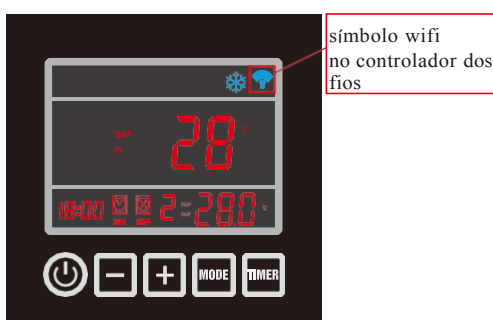 símbolo wifi
no controlador dos
fios
28
18:00 2 28.0
MODE TIMER